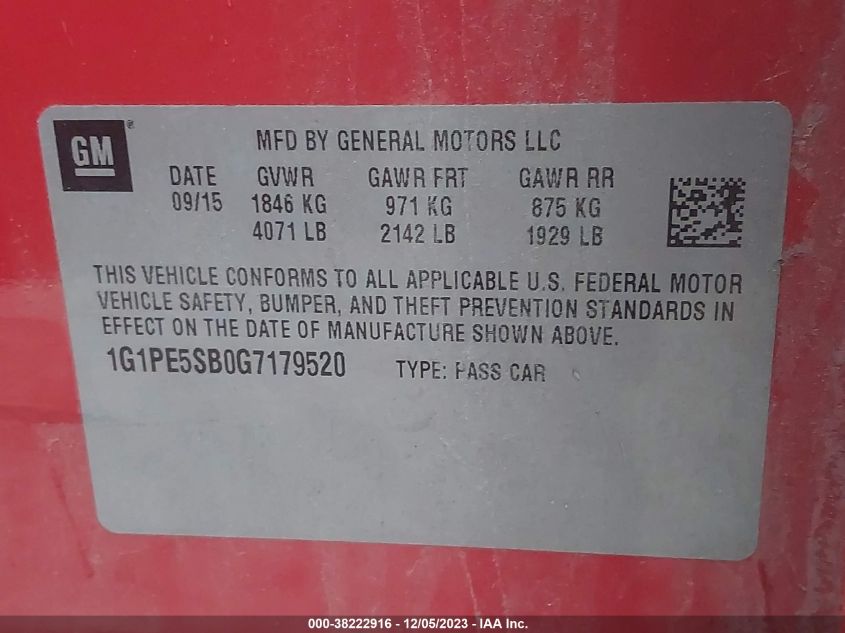 GM®
MFD BY GENERAL MOTORS LLC
DATE GVWR GAWR FRT GAWR RR
09/15 1846 KG 971 KG 875 KG
4071 LB 2142 LB 1929 LB
THIS VEHICLE CONFORMS TO ALL APPLICABLE U.S. FEDERAL MOTOR
VEHICLE SAFETY, BUMPER, AND THEFT PREVENTION STANDARDS IN
EFFECT ON THE DATE OF MANUFACTURE SHOWN ABOVE.
1G1PE5SB0G7179520 TYPE: PASS CAR
000-38222916 - 12/05/2023 - IAA Inc.